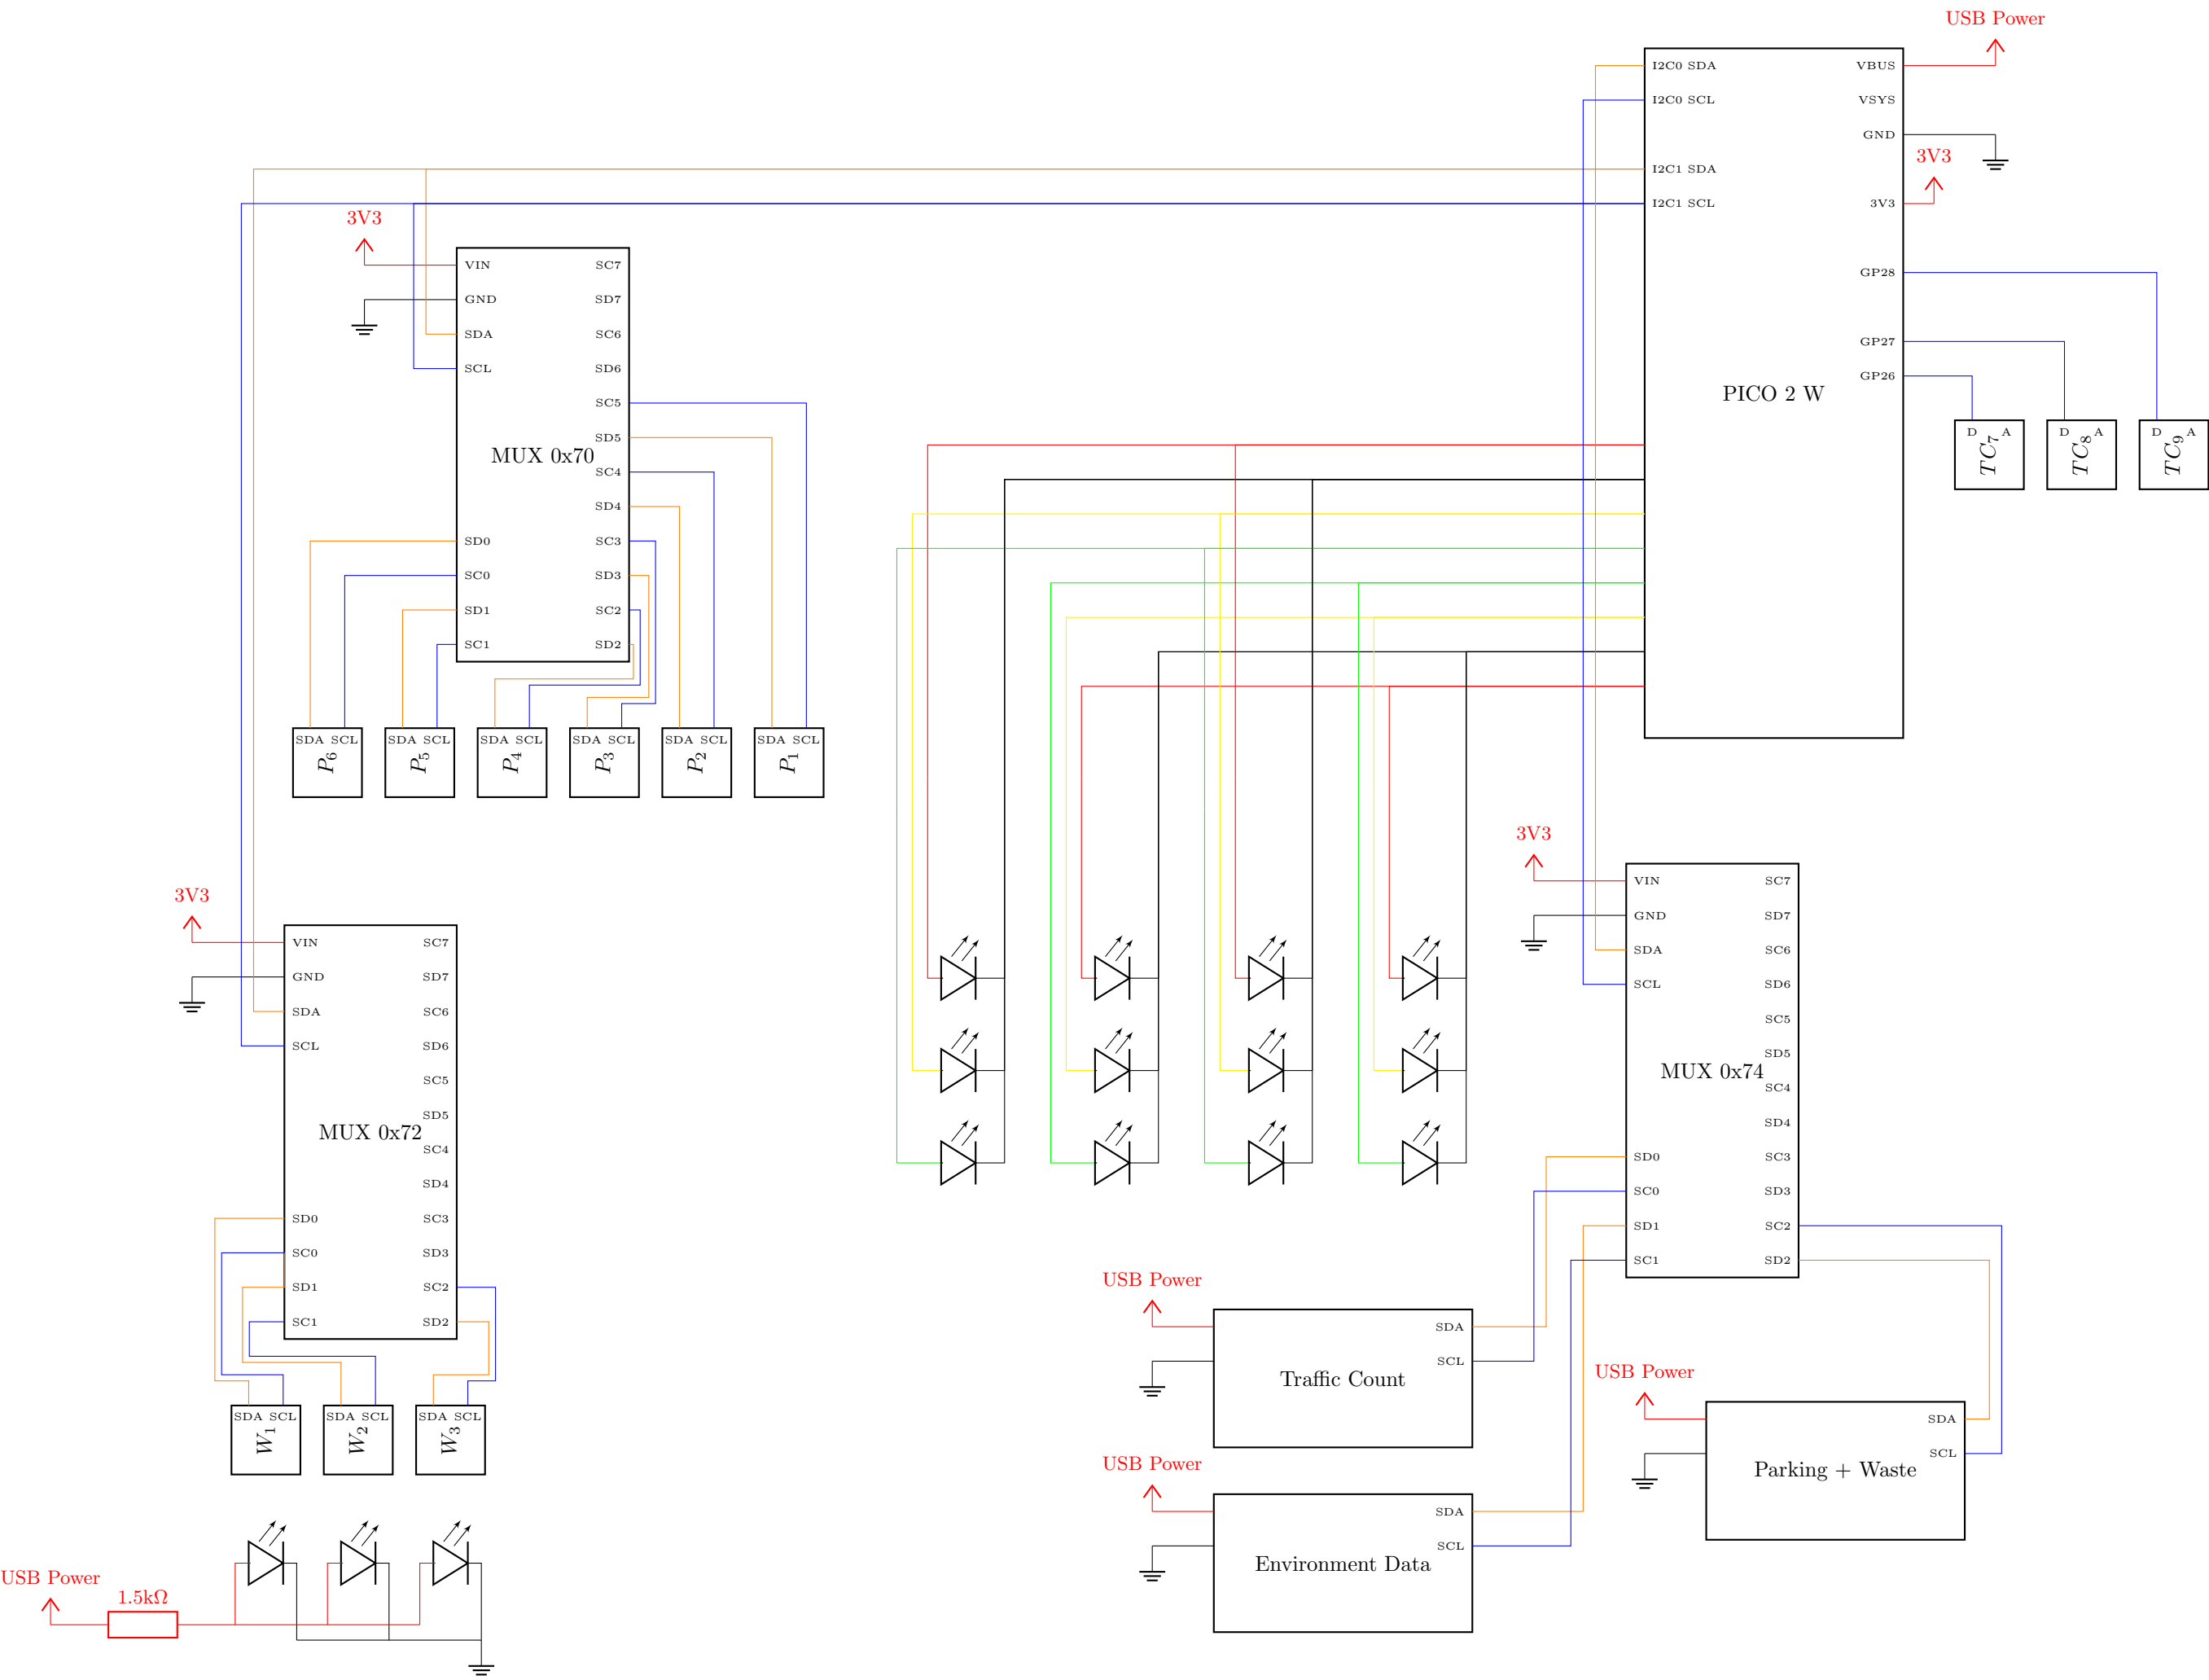 USB Power
I2C0 SDA
VBUS
I2C0 SCL
VSYS
GND
3V3
I2C1 SDA
I2C1 SCL
3V3
GP28
GP27
GP26
PICO 2 W
D A
TC7
D A
TC8
D A
TC9
3V3
VIN
SC7
GND
SD7
SDA
SC6
SCL
SD6
SC5
SD5
MUX 0x70
SC4
SD4
SD0
SC3
SC0
SD3
SD1
SC2
SC1
SD2
SDA SCL
P6
SDA SCL
P5
SDA SCL
P4
SDA SCL
P3
SDA SCL
P2
SDA SCL
P1
3V3
VIN
SC7
GND
SD7
SDA
SC6
SCL
SD6
SC5
SD5
MUX 0x74
SC4
SD4
SD0
SC3
SC0
SD3
SD1
SC2
SC1
SD2
3V3
VIN
SC7
GND
SD7
SDA
SC6
SCL
SD6
SC5
SD5
MUX 0x72
SC4
SD4
SD0
SC3
SC0
SD3
SD1
SC2
SC1
SD2
SDA SCL
W1
SDA SCL
W2
SDA SCL
W3
USB Power
SDA
SCL
Traffic Count
USB Power
SDA
SCL
Parking + Waste
USB Power
SDA
SCL
Environment Data
USB Power
1.5kΩ